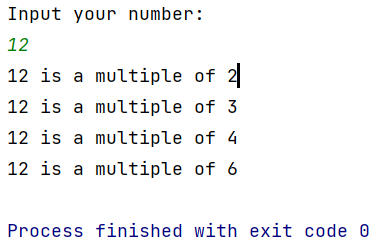 Input your number:
12
12 is a multiple of 2
12 is a multiple of 3
12 is a multiple of 4
12 is a multiple of 6
Process finished with exit code 0